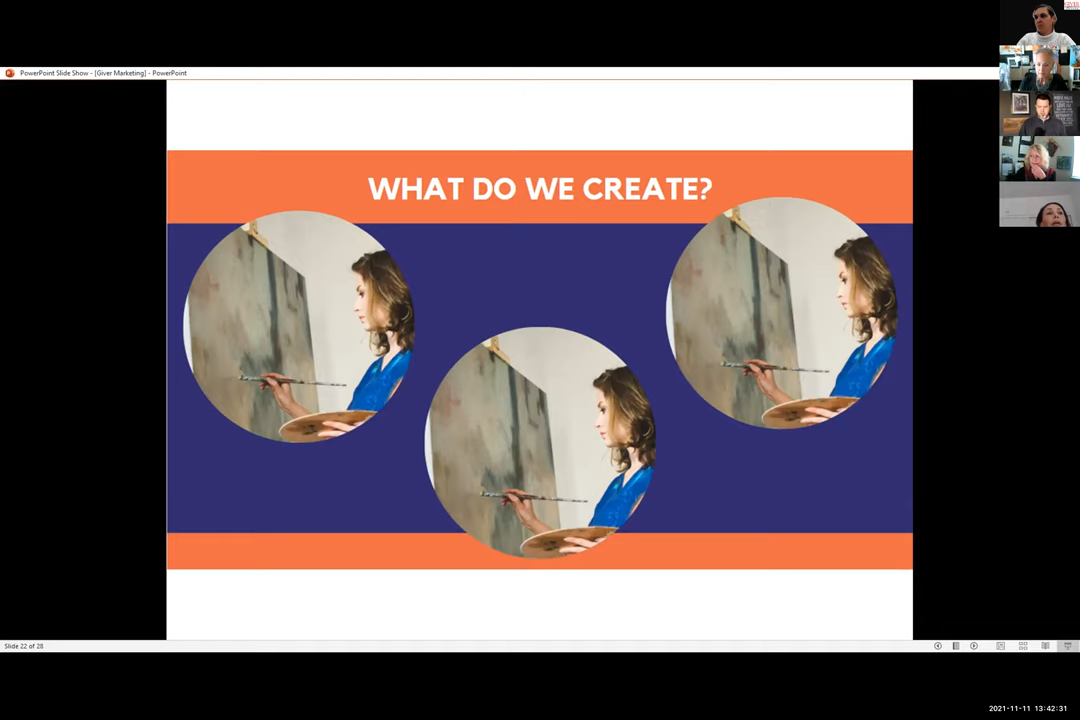 PowerPoint Slide Show - [Giver Marketing] - PowerPoint
WHAT DO WE CREATE?
Slide 22 of 28
2021-11-11 13:42:31